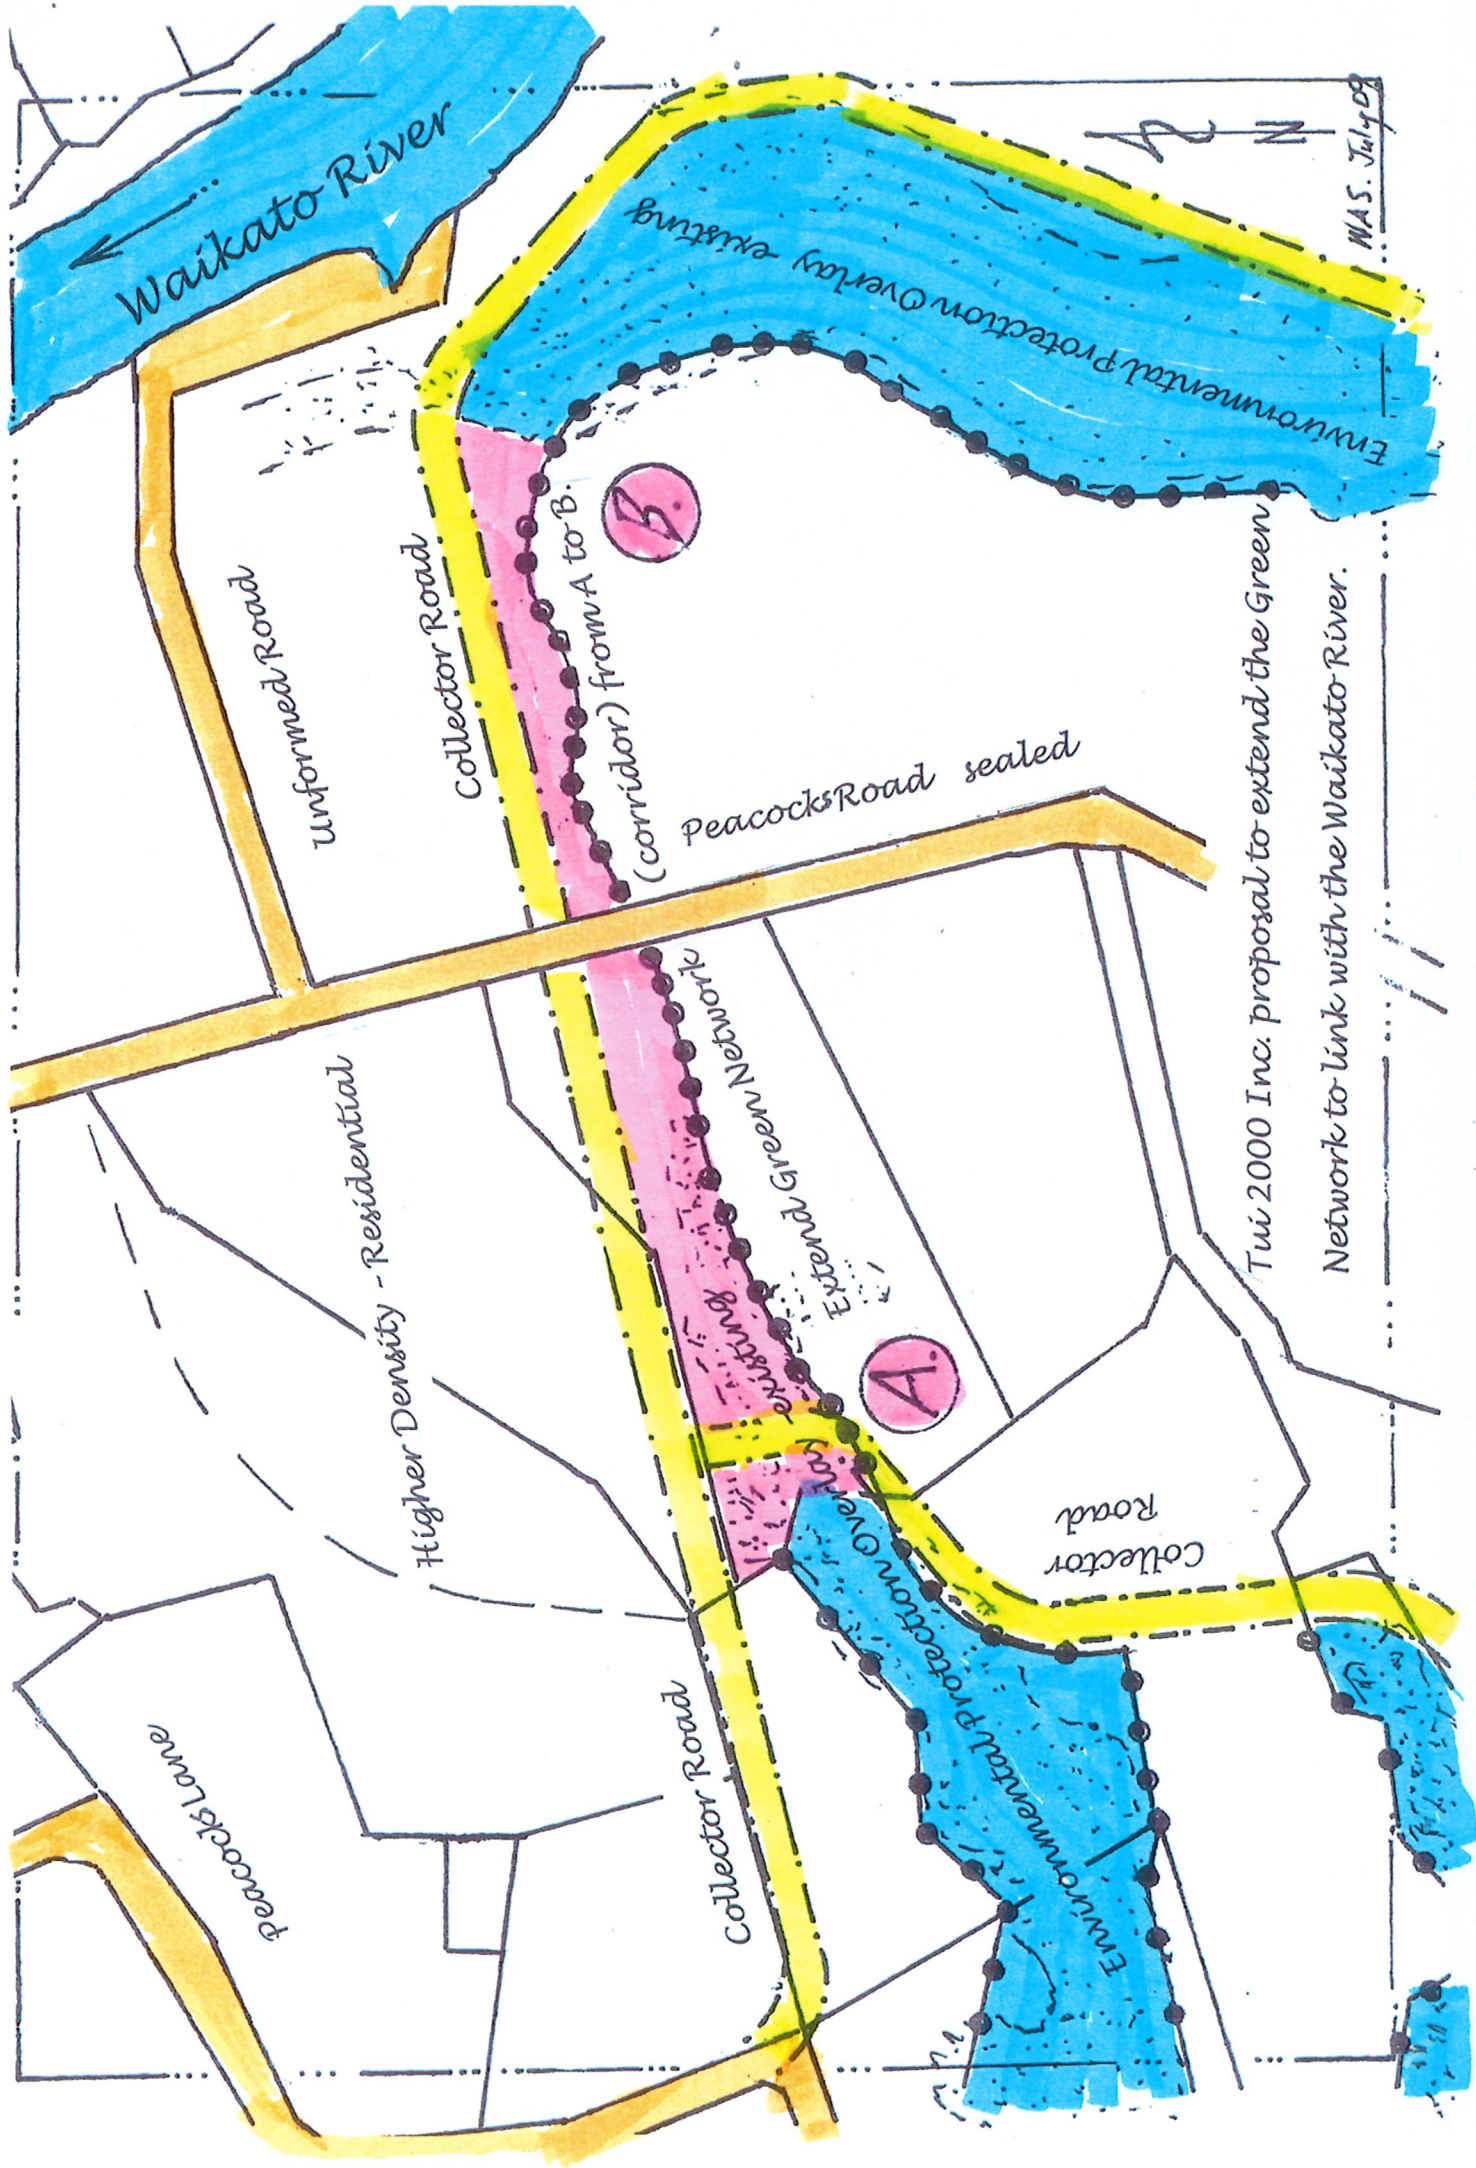 Waikato River
Unformed Road
Collector Road
Environmental Protection Overlay - existing
B.
(corridor) from A to B.
Peacocks Road sealed
Higher Density - Residential
Extend Green Network
A.
Peacocks Lane
Collector Road
Environmental Protection Overlay existing
Collector
Road
Tui 2000 Inc. proposal to extend the Green
Network to link with the Waikato River.
N
WAS. July 09